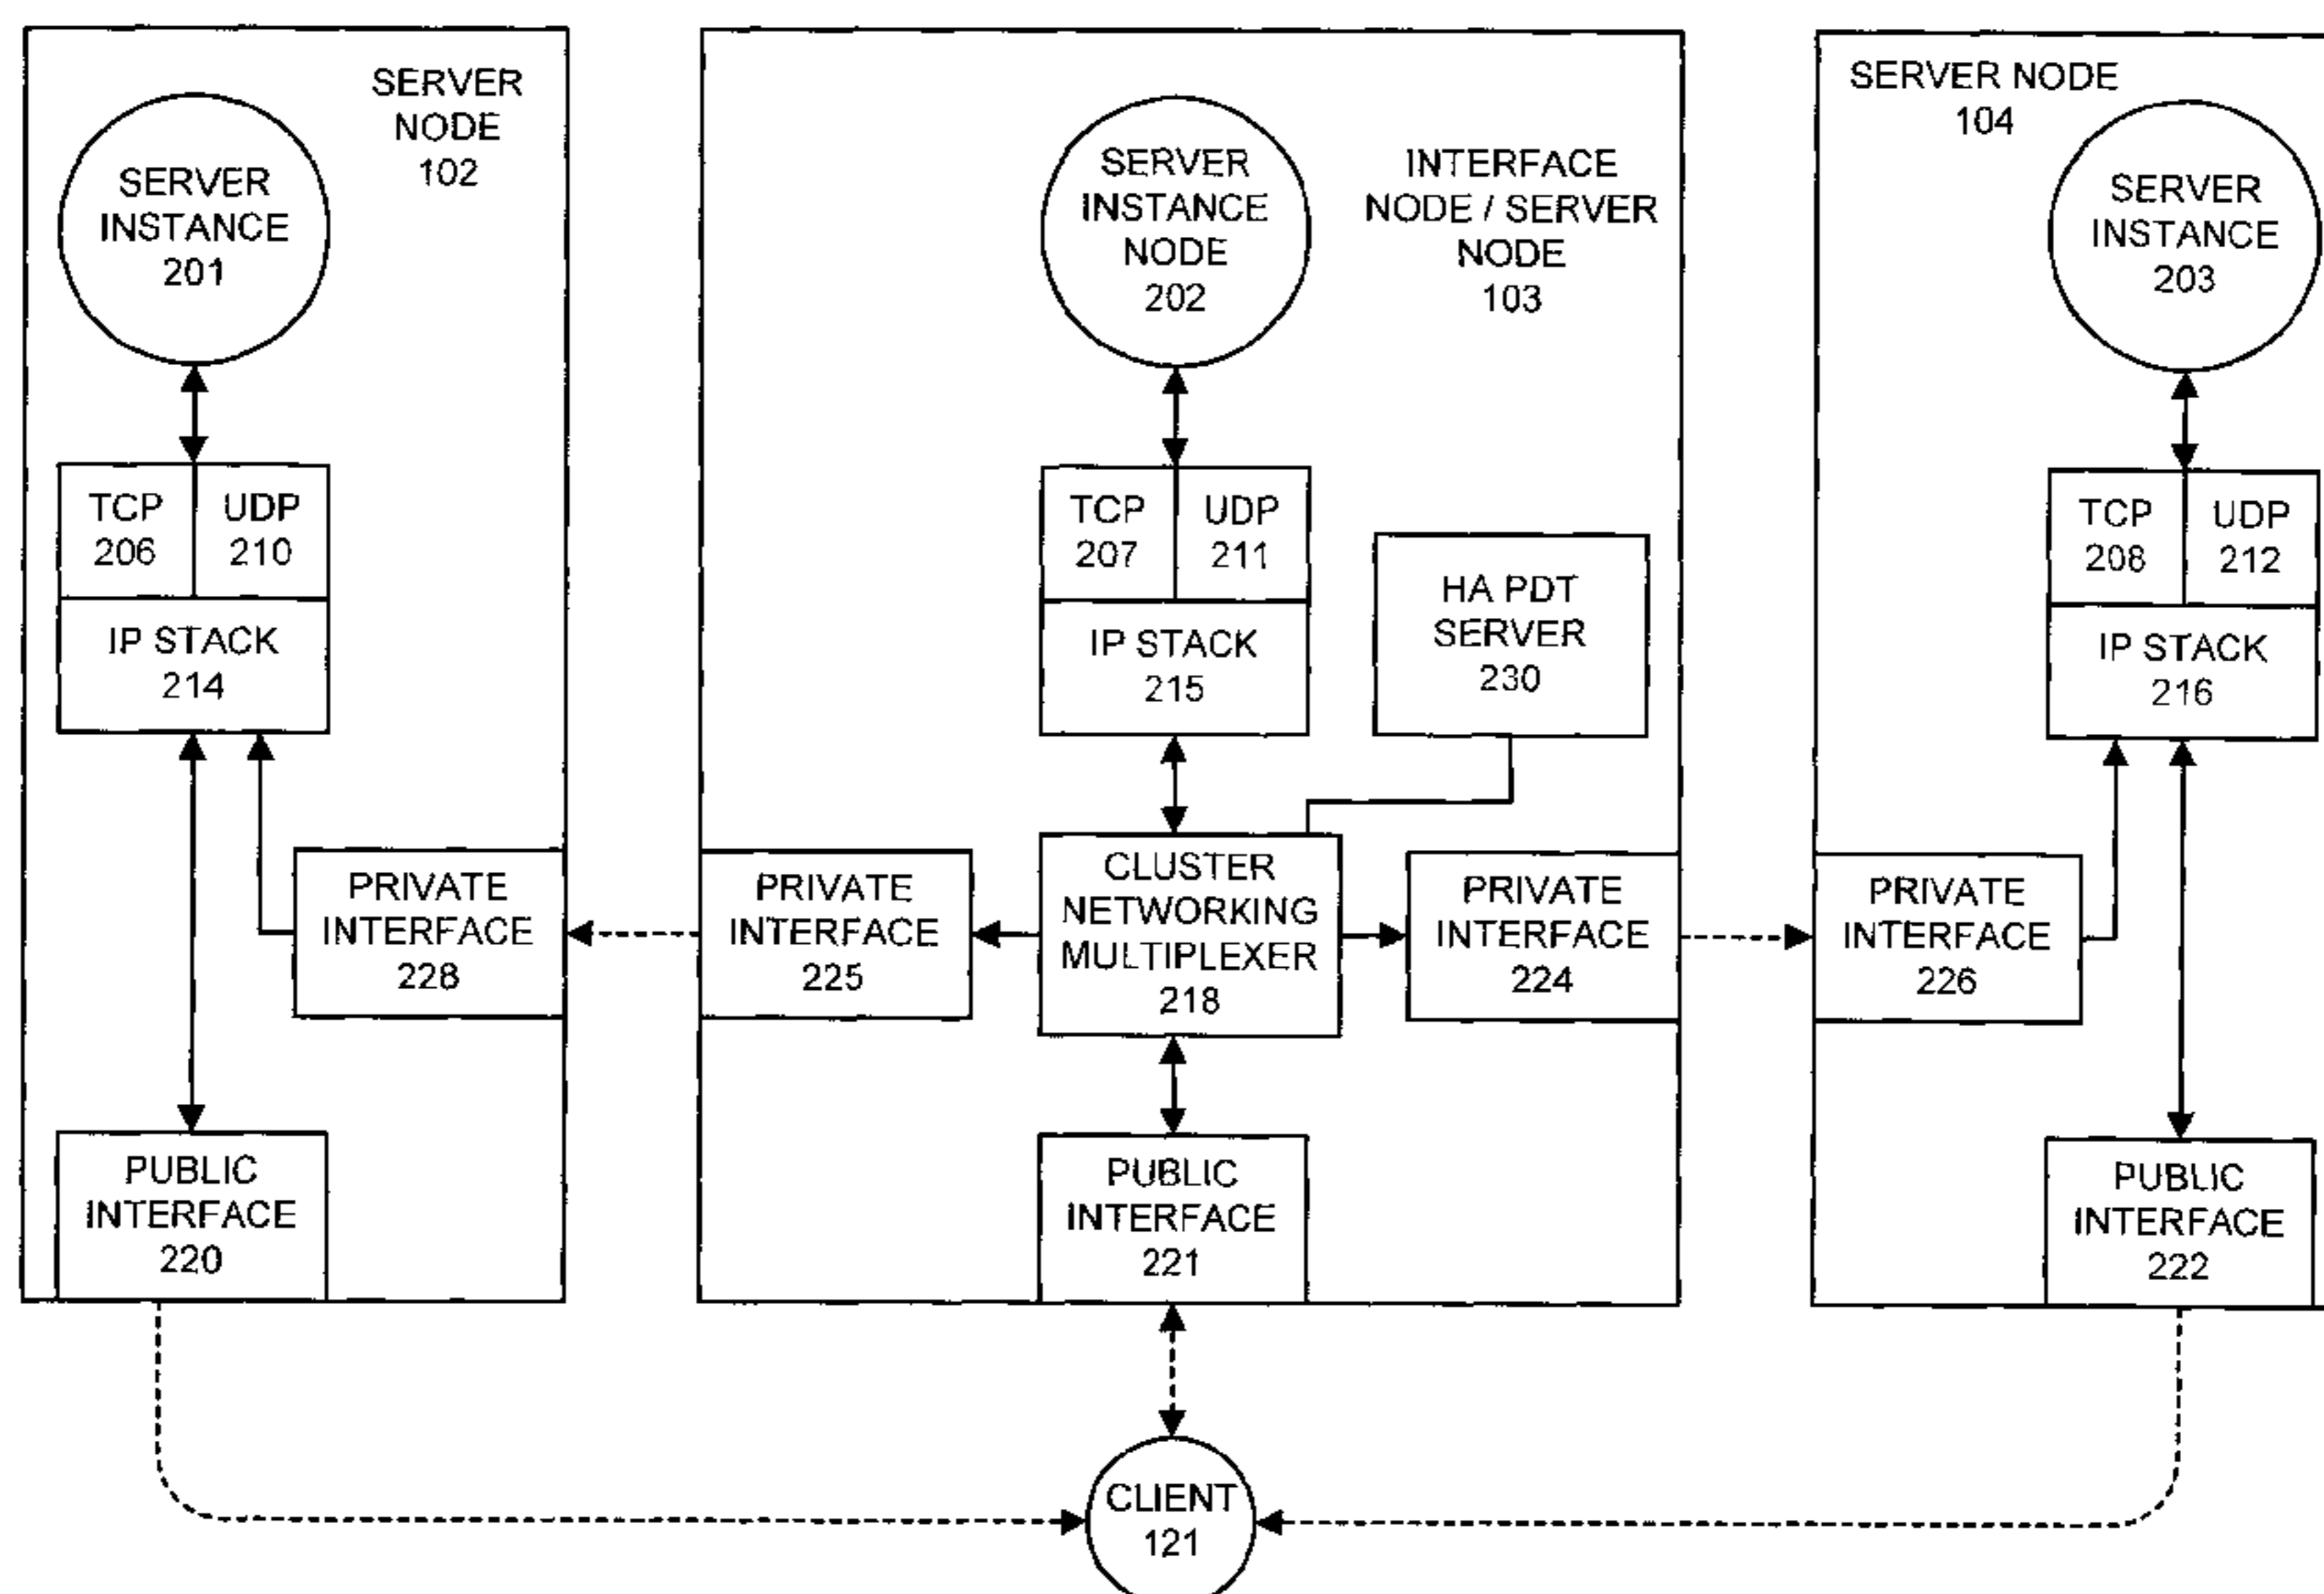 SERVER
NODE
102
SERVER
INSTANCE
201
TCP
206
UDP
210
IP STACK
214
PRIVATE
INTERFACE
228
PUBLIC
INTERFACE
220
SERVER
INSTANCE
NODE
202
INTERFACE
NODE / SERVER
NODE
103
TCP
207
UDP
211
IP STACK
215
HA PDT
SERVER
230
PRIVATE
INTERFACE
225
CLUSTER
NETWORKING
MULTIPLEXER
218
PRIVATE
INTERFACE
224
PUBLIC
INTERFACE
221
SERVER NODE
104
SERVER
INSTANCE
203
TCP
208
UDP
212
IP STACK
216
PRIVATE
INTERFACE
226
PUBLIC
INTERFACE
222
CLIENT
121